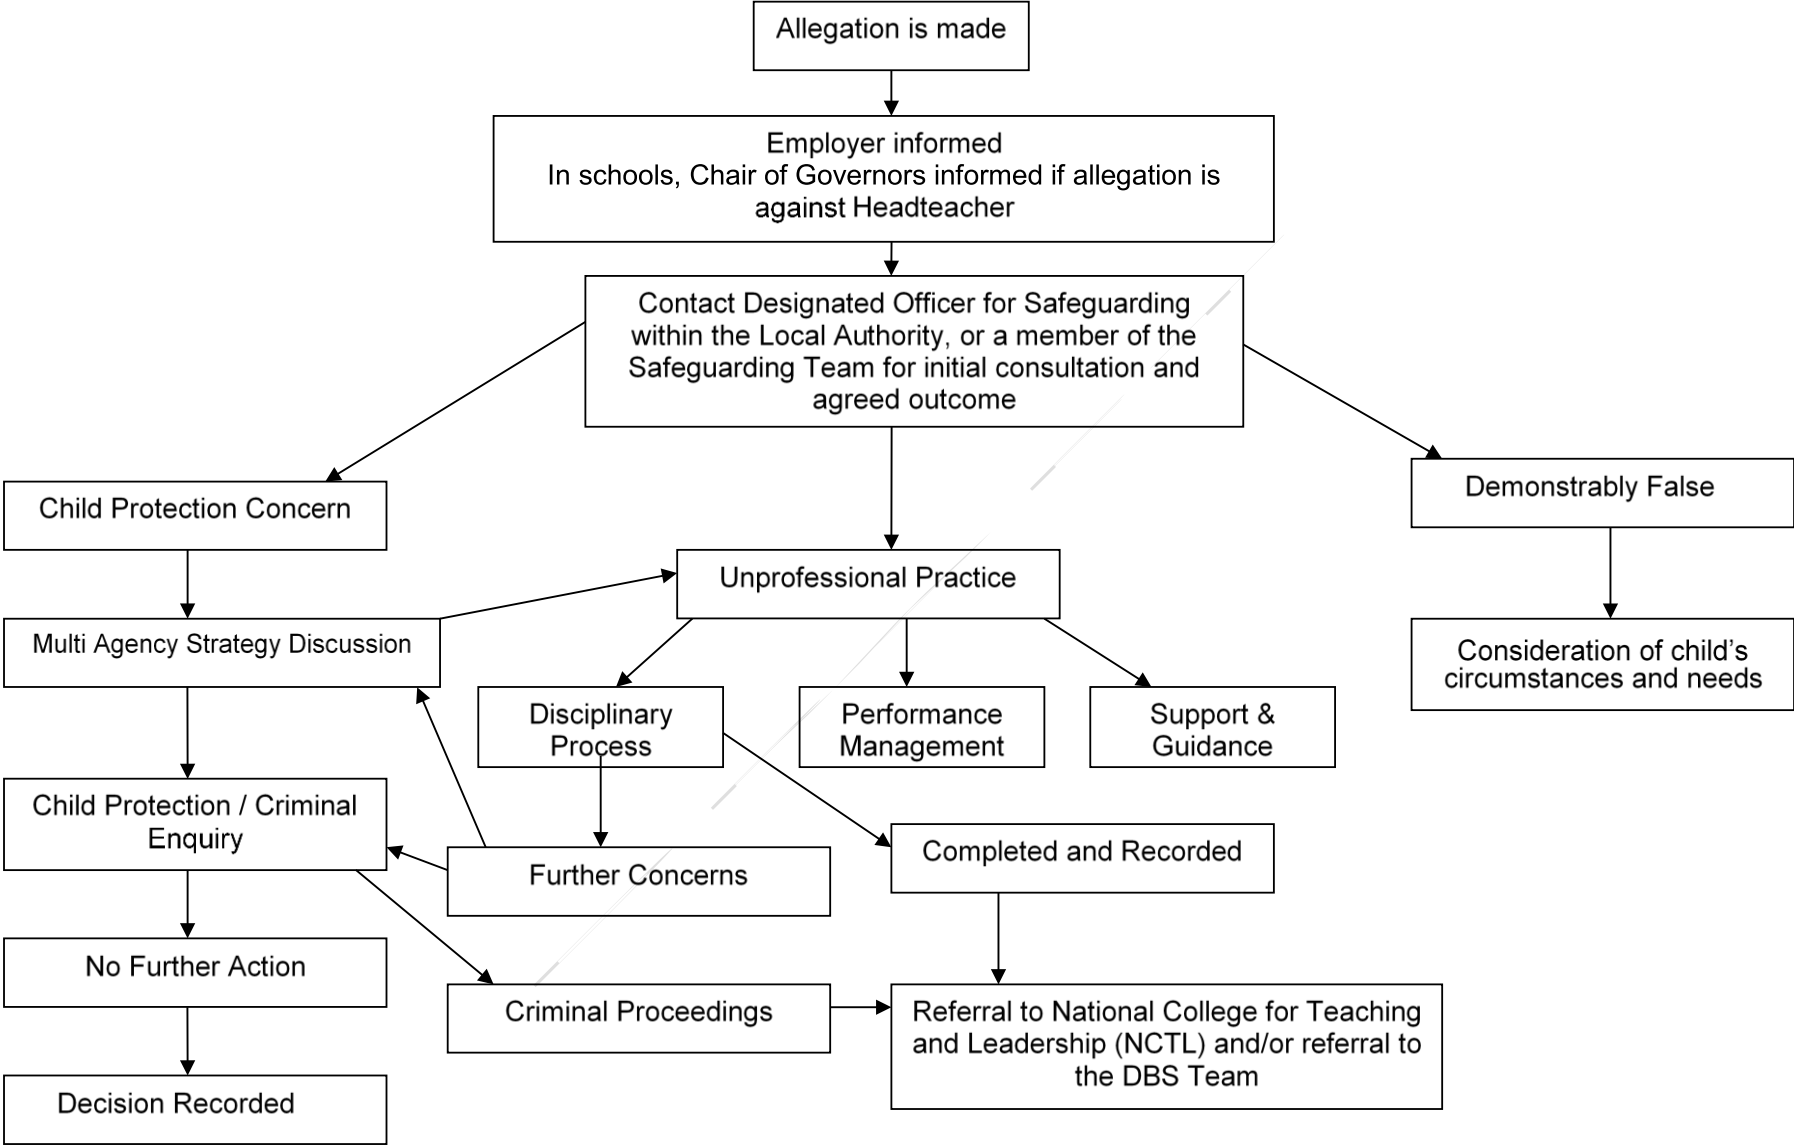 Allegation is made
Employer informed
In schools, Chair of Governors informed if allegation is
against Headteacher
Contact Designated Officer for Safeguarding
within the Local Authority, or a member of the
Safeguarding Team for initial consultation and
agreed outcome
Child Protection Concern
Demonstrably False
Unprofessional Practice
Multi Agency Strategy Discussion
Consideration of child’s
circumstances and needs
Disciplinary
Process
Performance
Management
Support &
Guidance
Child Protection / Criminal
Enquiry
Further Concerns
Completed and Recorded
No Further Action
Criminal Proceedings
Referral to National College for Teaching
and Leadership (NCTL) and/or referral to
the DBS Team
Decision Recorded